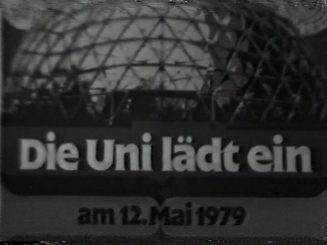 Die Uni lädt ein
am 12. Mai 1979